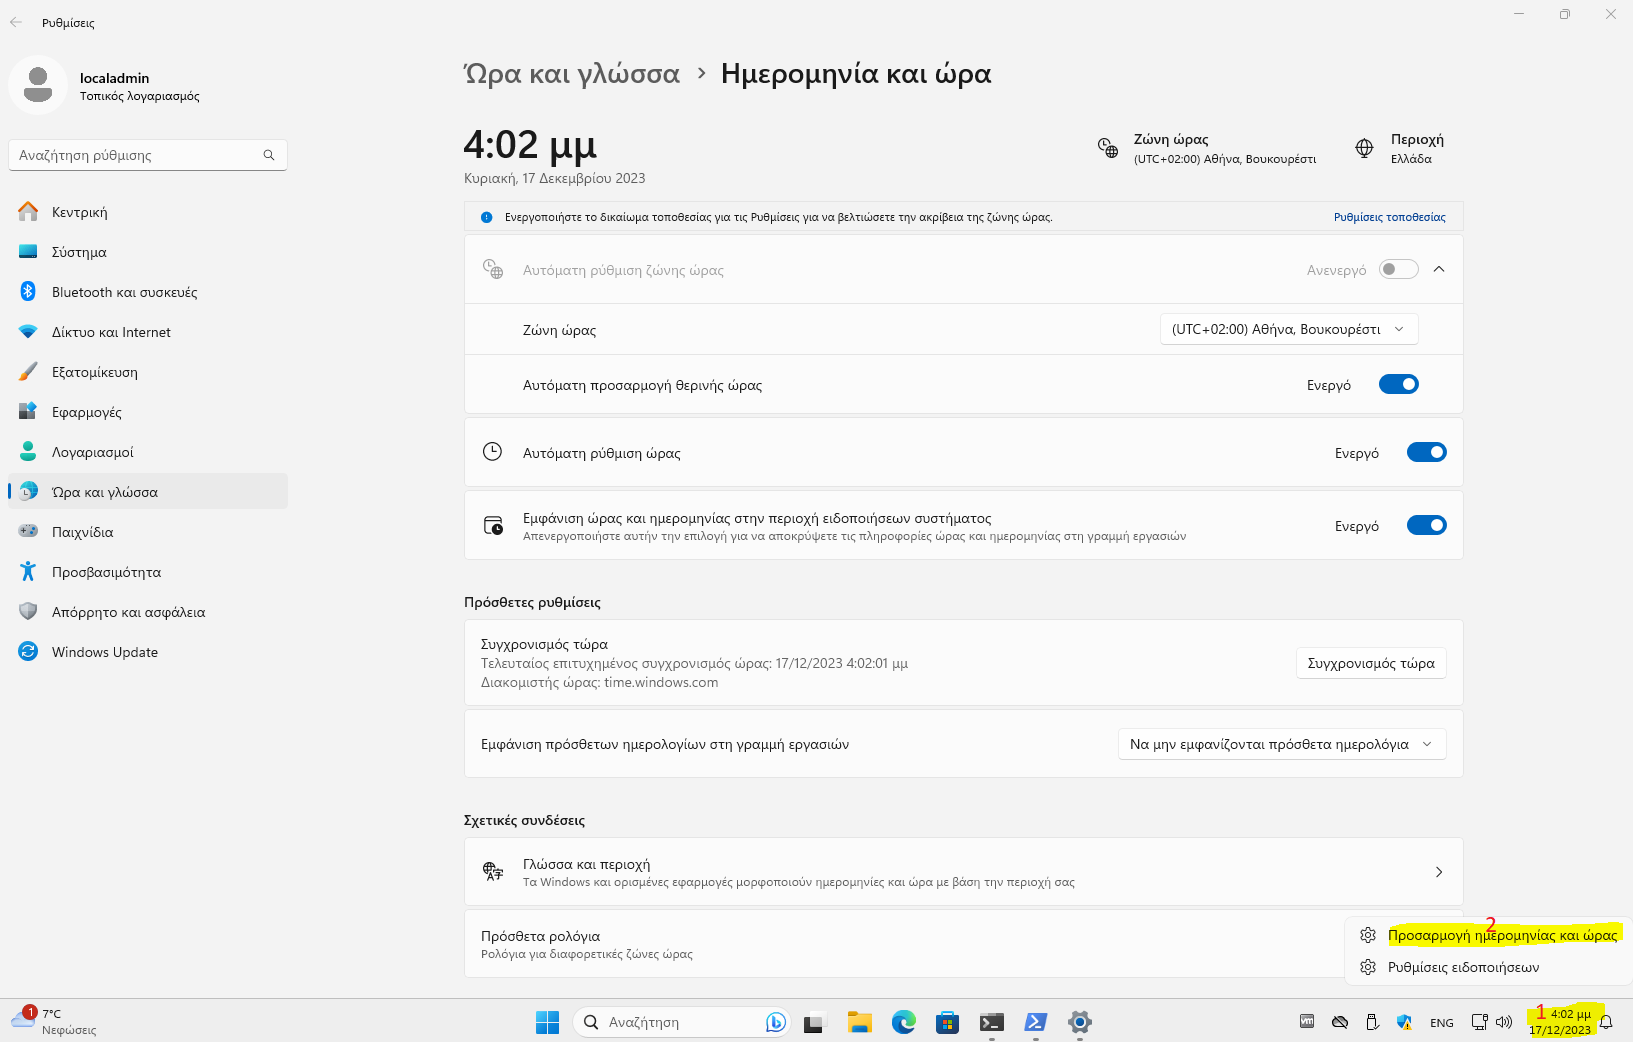 Ρυθμίσεις
localadmin
Τοπικός λογαριασμός
Αναζήτηση ρύθμισης
Κεντρική
Σύστημα
Bluetooth και συσκευές
Δίκτυο και Internet
Εξατομίκευση
Εφαρμογές
Λογαριασμοί
Ώρα και γλώσσα
Παιχνίδια
Προσβασιμότητα
Απόρρητο και ασφάλεια
Windows Update
Ώρα και γλώσσα › Ημερομηνία και ώρα
4:02 μμ
Κυριακή, 17 Δεκεμβρίου 2023
Ζώνη ώρας
(UTC+02:00) Αθήνα, Βουκουρέστι
Περιοχή
Ελλάδα
Ενεργοποιήστε το δικαίωμα τοποθεσίας για τις Ρυθμίσεις για να βελτιώσετε την ακρίβεια της ζώνης ώρας. Ρυθμίσεις τοποθεσίας
Αυτόματη ρύθμιση ζώνης ώρας Ανενεργό
Ζώνη ώρας (UTC+02:00) Αθήνα, Βουκουρέστι
Αυτόματη προσαρμογή θερινής ώρας Ενεργό
Αυτόματη ρύθμιση ώρας Ενεργό
Εμφάνιση ώρας και ημερομηνίας στην περιοχή ειδοποιήσεων συστήματος Ενεργό
Απενεργοποιήστε αυτήν την επιλογή για να αποκρύψετε τις πληροφορίες ώρας και ημερομηνίας στη γραμμή εργασιών
Πρόσθετες ρυθμίσεις
Συγχρονισμός τώρα
Τελευταίος επιτυχημένος συγχρονισμός ώρας: 17/12/2023 4:02:01 μμ
Διακομιστής ώρας: time.windows.com
Συγχρονισμός τώρα
Εμφάνιση πρόσθετων ημερολογίων στη γραμμή εργασιών Να μην εμφανίζονται πρόσθετα ημερολόγια
Σχετικές συνδέσεις
Γλώσσα και περιοχή
Τα Windows και ορισμένες εφαρμογές μορφοποιούν ημερομηνίες και ώρα με βάση την περιοχή σας
Πρόσθετα ρολόγια
Ρολόγια για διαφορετικές ζώνες ώρας
2
Προσαρμογή ημερομηνίας και ώρας
Ρυθμίσεις ειδοποιήσεων
1
7°C
Νεφώσεις
Αναζήτηση
vm
ENG
1 4:02 μμ
17/12/2023